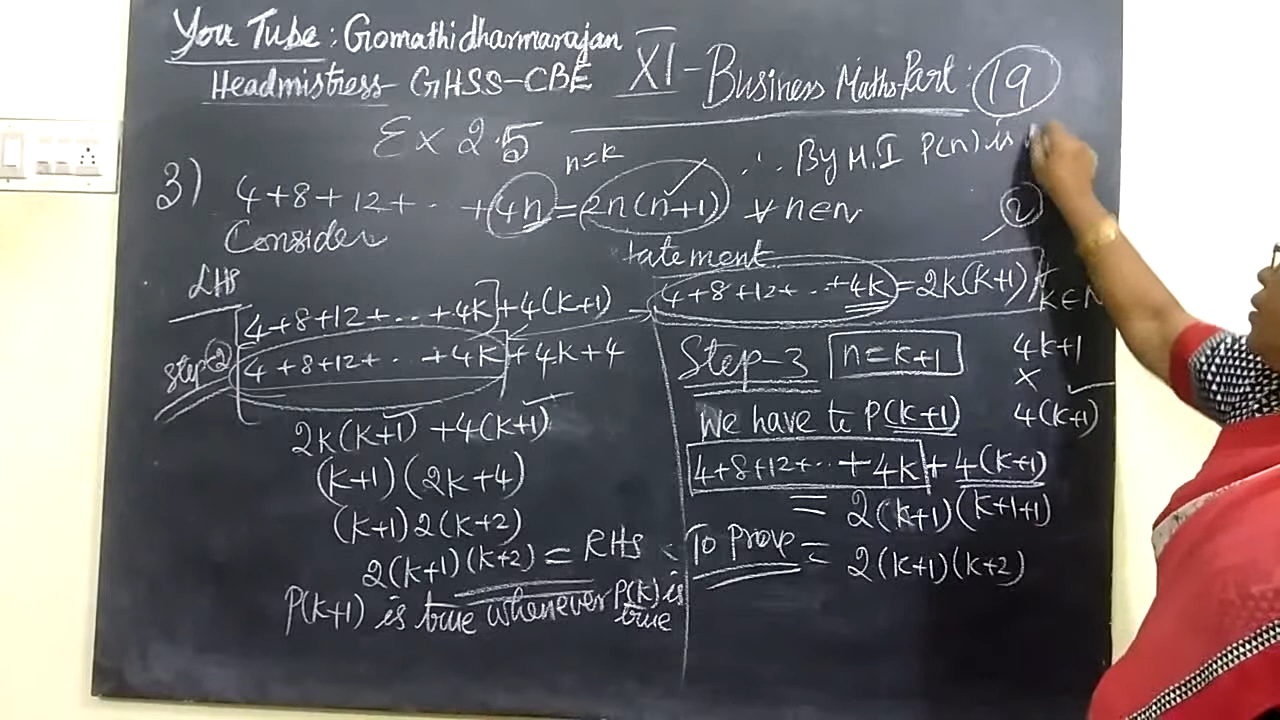 You Tube: Gomathidharmarajan
Headmistress - GHSS-CBE
XI - Business Maths-Part. 19
Ex 2.5
n=k
∴ By M.I P(n) is
3) 4+8+12+ . . +4n=2n(n+1) ∀ n∈N
Consider
LHS
[4+8+12+ . . . +4k]+4(k+1)
Step-2 [4+8+12+ . . . +4k]+4k+4
2k(k+1) +4(k+1)
(k+1)(2k+4)
(k+1)2(k+2)
2(k+1)(k+2) = RHS
P(k+1) is true whenever P(k) is
true
2
tatement
4+8+12+ . . . +4k=2k(k+1)
k∈N
Step-3 n=k+1
4k+1
×
4(k+1)
We have to P(k+1)
4+8+12+ . . . +4k+4(k+1)
= 2(k+1)(k+1+1)
To Prove = 2(k+1)(k+2)